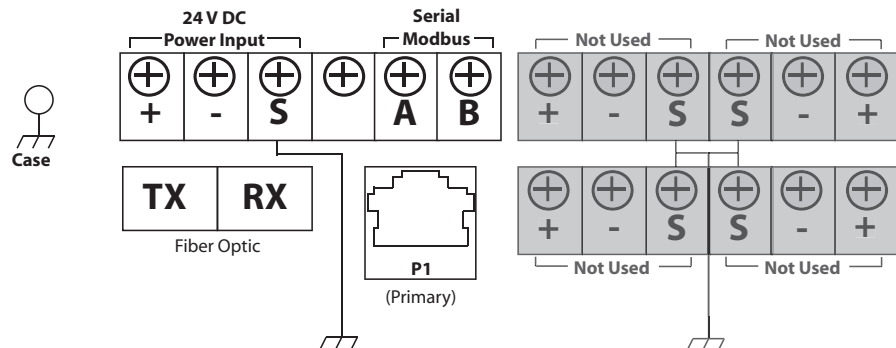 24 V DC
Power Input
Serial
Modbus
Not Used
Not Used
+ - S A B
+ - S S - +
Case
TX RX
Fiber Optic
P1
(Primary)
+ - S S - +
Not Used
Not Used